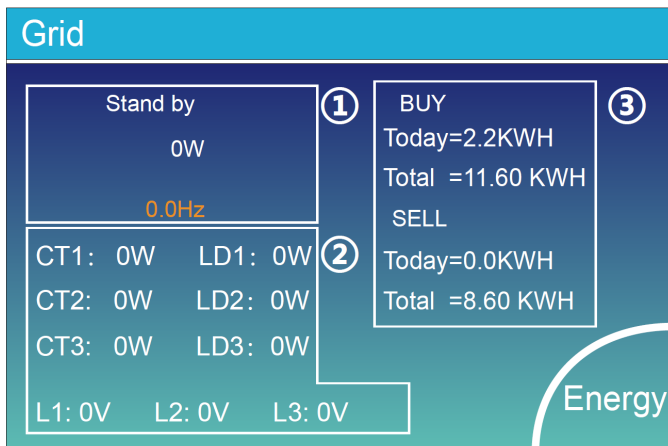 Grid
Stand by
0W
0.0Hz
①
CT1: 0W LD1: 0W
CT2: 0W LD2: 0W
CT3: 0W LD3: 0W
L1: 0V L2: 0V L3: 0V
②
BUY
Today=2.2KWH
Total =11.60 KWH
SELL
Today=0.0KWH
Total =8.60 KWH
③
Energy